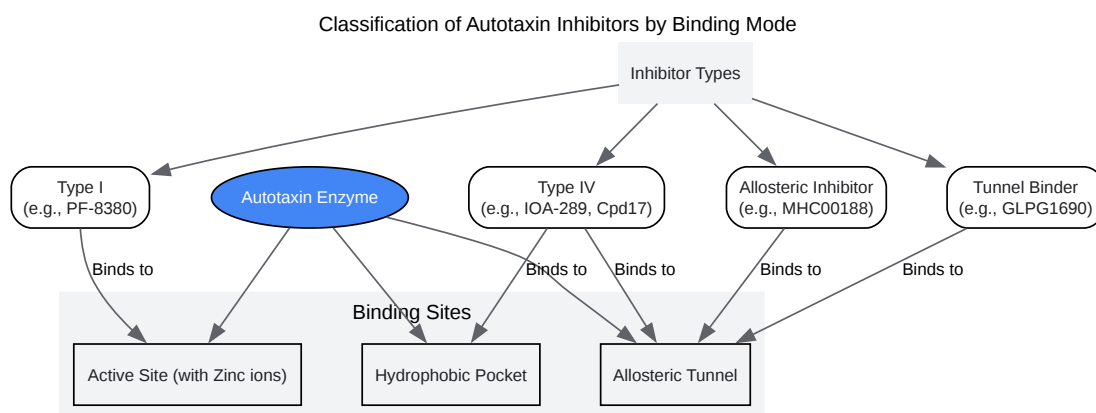 Classification of Autotaxin Inhibitors by Binding Mode
Inhibitor Types
Type I
(e.g., PF-8380)
Autotaxin Enzyme
Type IV
(e.g., IOA-289, Cpd17)
Allosteric Inhibitor
(e.g., MHC00188)
Tunnel Binder
(e.g., GLPG1690)
Binds to
Binds to
Binds to
Binds to
Binds to
Binding Sites
Active Site (with Zinc ions)
Hydrophobic Pocket
Allosteric Tunnel